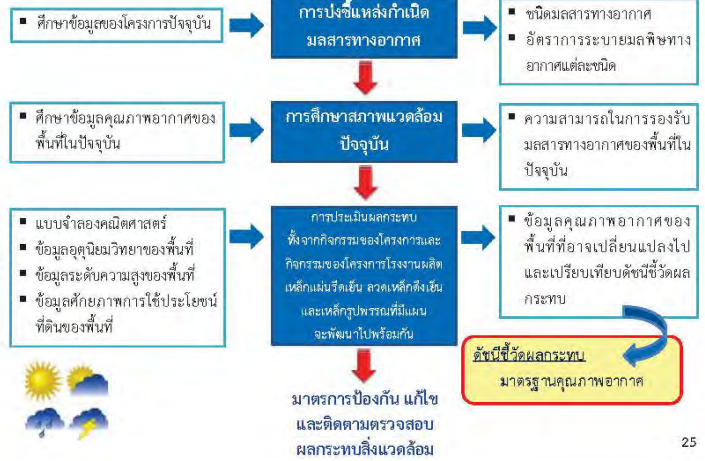 ▪ ศึกษาข้อมูลของโครงการปัจจุบัน
การบ่งชี้แหล่งกำเนิด
มลสารทางอากาศ
▪ ชนิดมลสารทางอากาศ
▪ อัตราการระบายมลพิษทาง
อากาศแต่ละชนิด
▪ ศึกษาข้อมูลคุณภาพอากาศของ
พื้นที่ในปัจจุบัน
การศึกษาสภาพแวดล้อม
ปัจจุบัน
▪ ความสามารถในการรองรับ
มลสารทางอากาศของพื้นที่ใน
ปัจจุบัน
▪ แบบจำลองคณิตศาสตร์
▪ ข้อมูลอุตุนิยมวิทยาของพื้นที่
▪ ข้อมูลระดับความสูงของพื้นที่
▪ ข้อมูลศักยภาพการใช้ประโยชน์
ที่ดินของพื้นที่
การประเมินผลกระทบ
ทั้งจากกิจกรรมของโครงการและ
กิจกรรมของโครงการโรงงานผลิต
เหล็กแผ่นรีดเย็น ลวดเหล็กดึงเย็น
และเหล็กรูปพรรณที่มีแผน
จะพัฒนาไปพร้อมกัน
▪ ข้อมูลคุณภาพอากาศของ
พื้นที่ที่อาจเปลี่ยนแปลงไป
และเปรียบเทียบดัชนีชี้วัดผล
กระทบ
ดัชนีชี้วัดผลกระทบ
มาตรฐานคุณภาพอากาศ
มาตรการป้องกัน แก้ไข
และติดตามตรวจสอบ
ผลกระทบสิ่งแวดล้อม
25